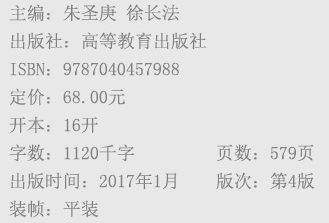 主编：朱圣庚 徐长法
出版社：高等教育出版社
ISBN：9787040457988
定价：68.00元
开本：16开
字数：1120千字 页数：579页
出版时间：2017年1月 版次：第4版
装帧：平装